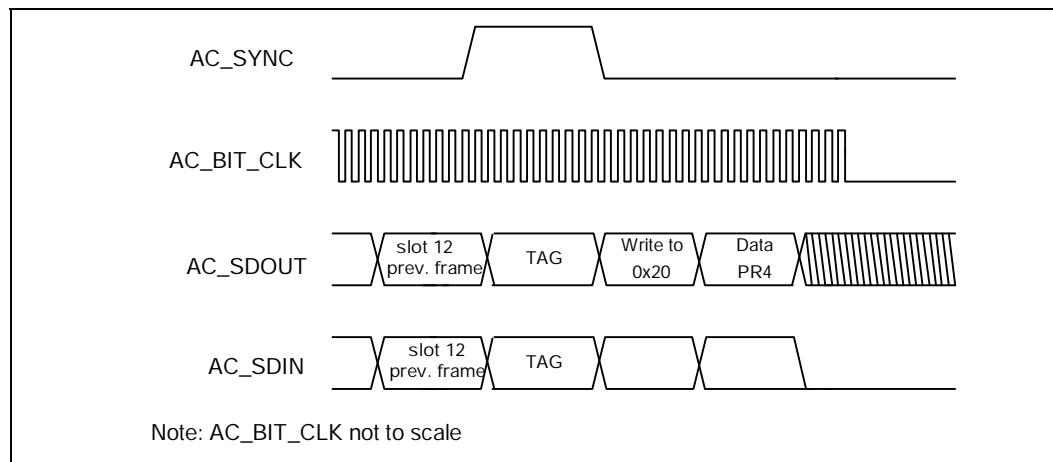 AC_SYNC
AC_BIT_CLK
AC_SDOUT
slot 12
prev. frame
TAG
Write to
0x20
Data
PR4
AC_SDIN
slot 12
prev. frame
TAG
Note: AC_BIT_CLK not to scale